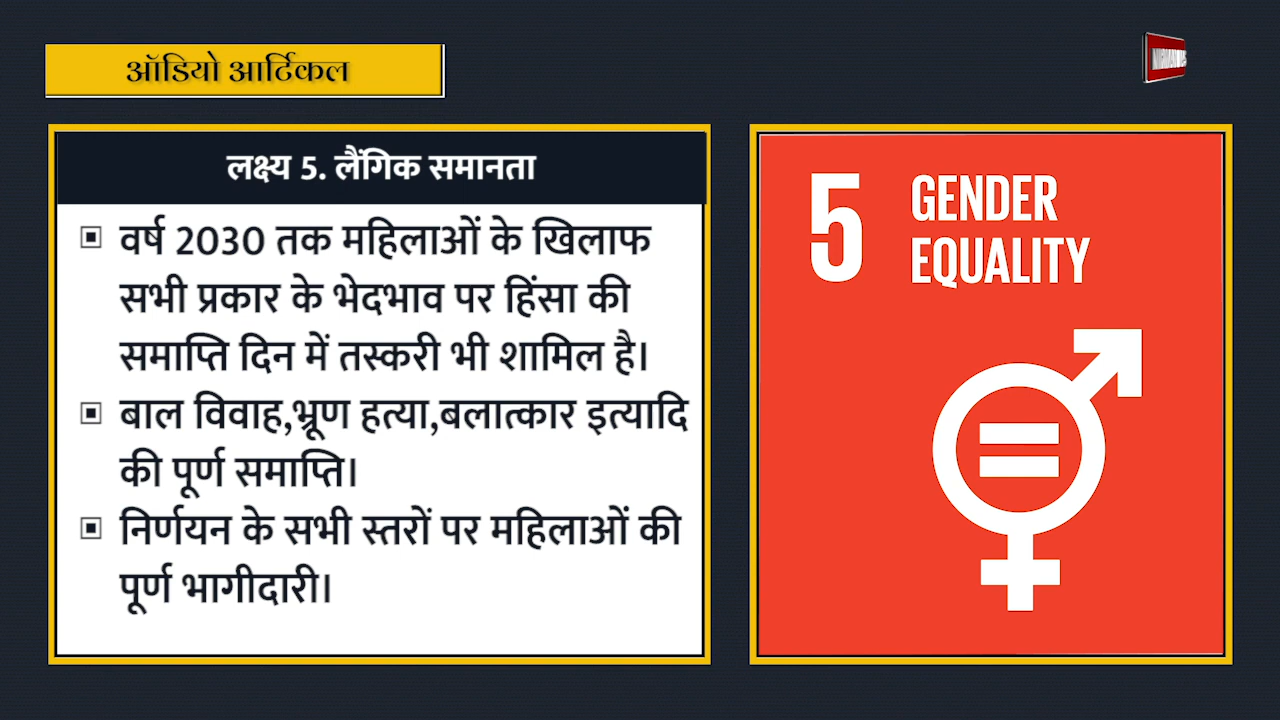 ऑडियो आर्टिकल
लक्ष्य 5. लैंगिक समानता
वर्ष 2030 तक महिलाओं के खिलाफ
सभी प्रकार के भेदभाव पर हिंसा की
समाप्ति दिन में तस्करी भी शामिल है।
बाल विवाह,भ्रूण हत्या,बलात्कार इत्यादि
की पूर्ण समाप्ति।
निर्णयन के सभी स्तरों पर महिलाओं की
पूर्ण भागीदारी।
5 GENDER
EQUALITY